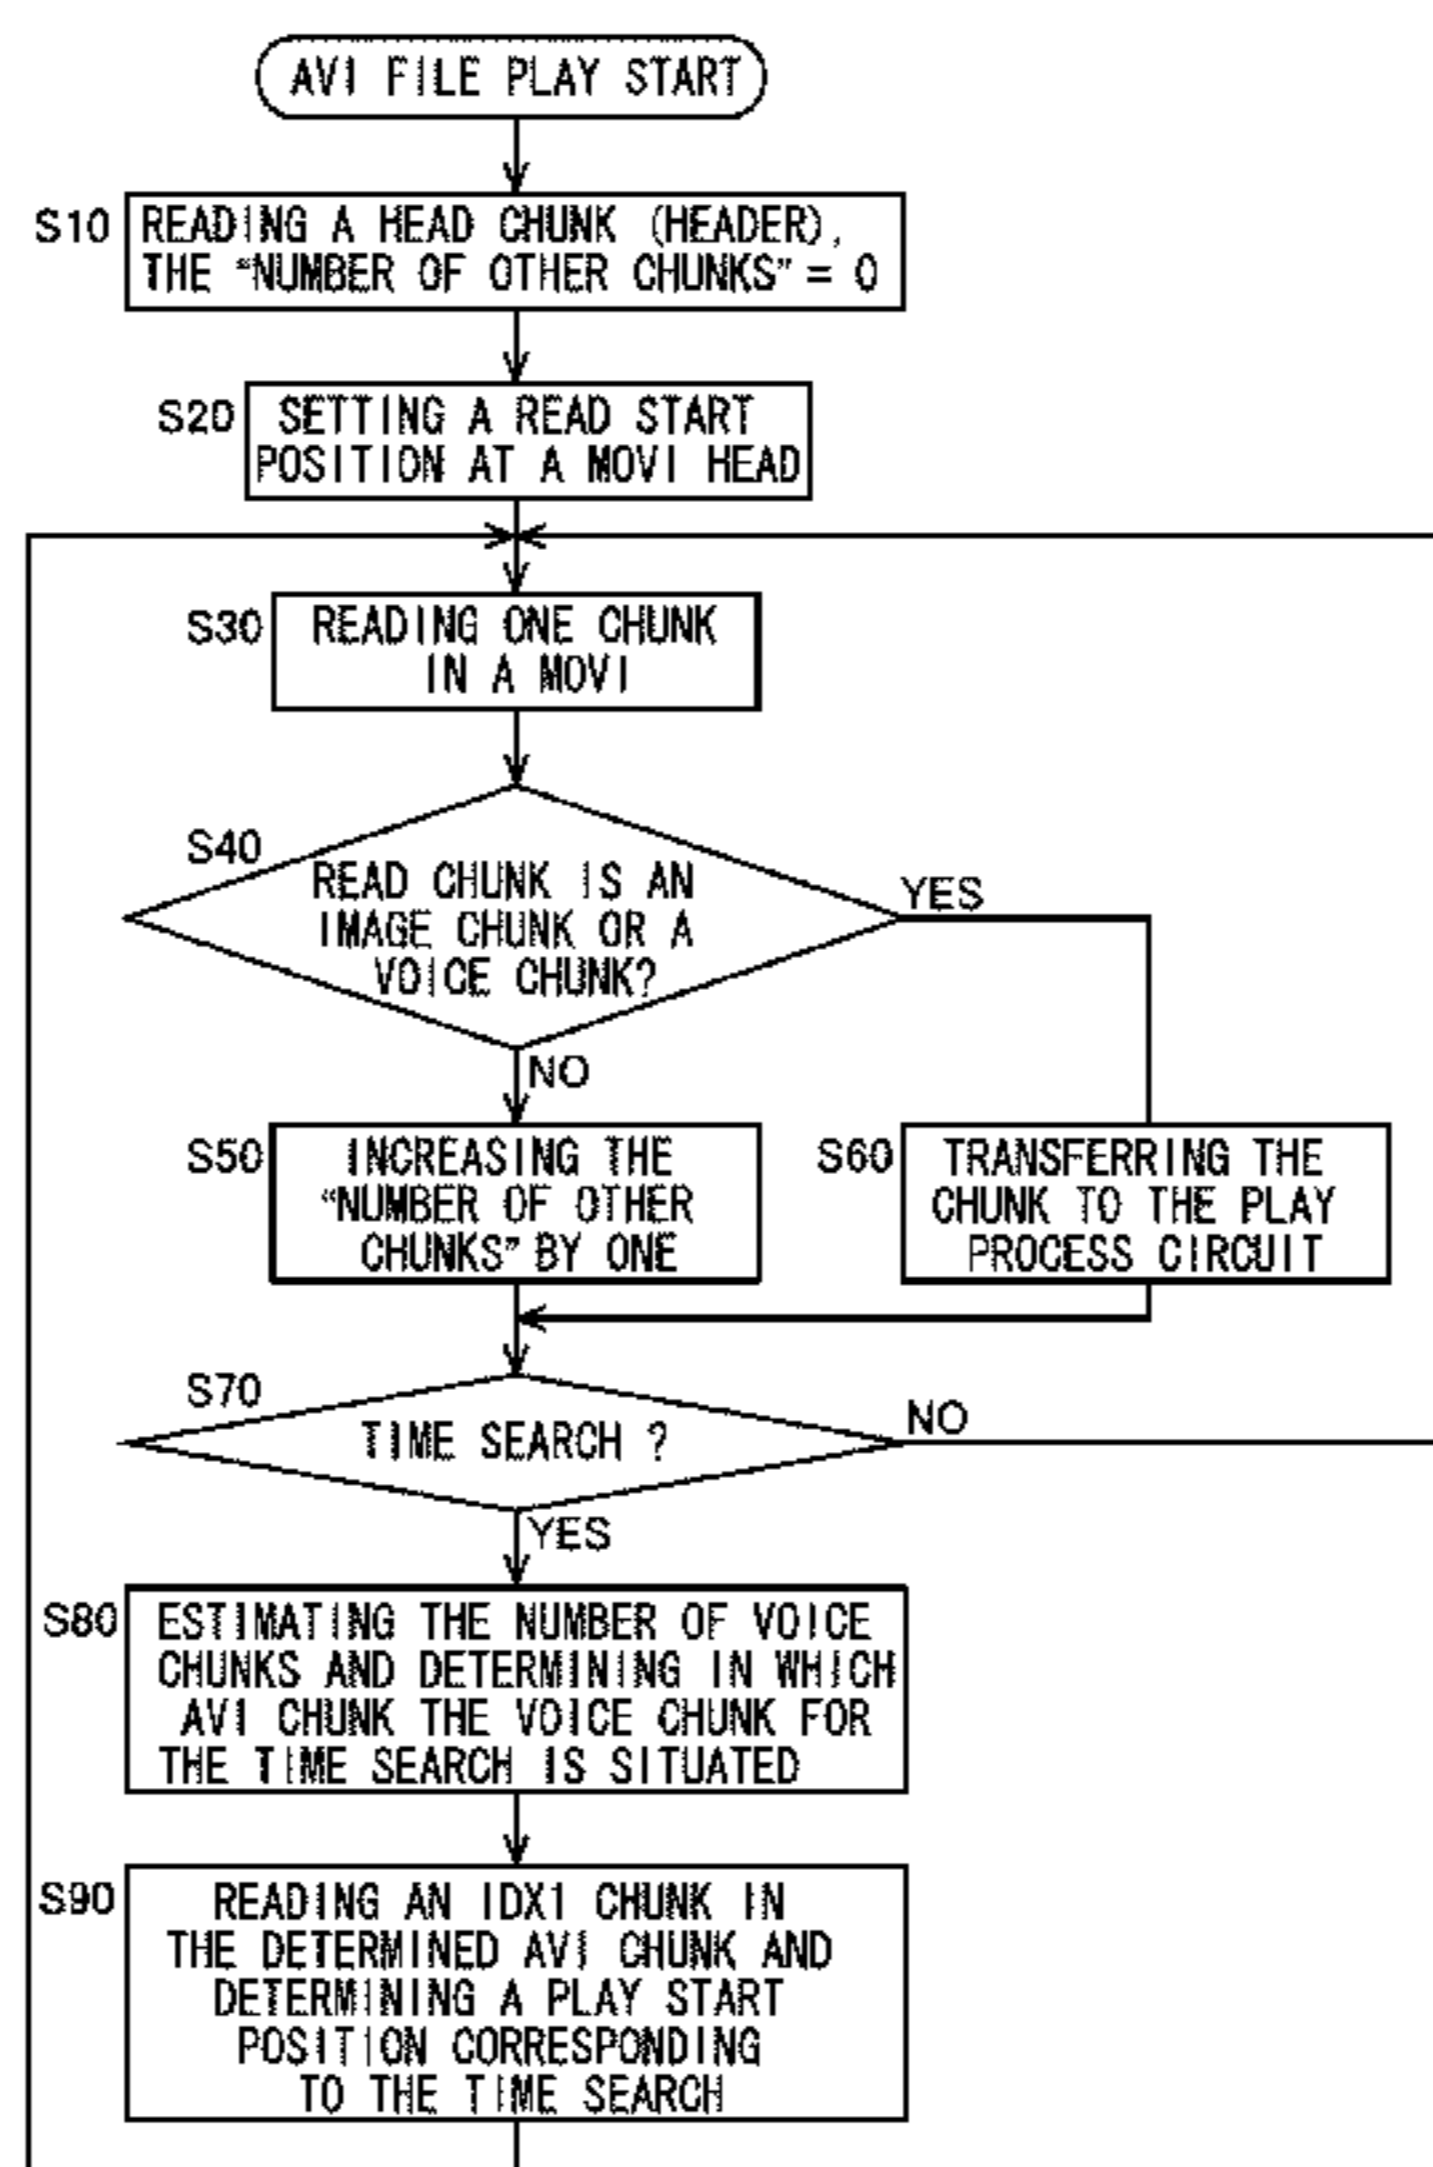 AVI FILE PLAY START
S10
READING A HEAD CHUNK (HEADER),
THE “NUMBER OF OTHER CHUNKS” = 0
S20
SETTING A READ START
POSITION AT A MOVI HEAD
S30
READING ONE CHUNK
IN A MOVI
S40
READ CHUNK IS AN
IMAGE CHUNK OR A
VOICE CHUNK?
YES
NO
S50
INCREASING THE
“NUMBER OF OTHER
CHUNKS” BY ONE
S60
TRANSFERRING THE
CHUNK TO THE PLAY
PROCESS CIRCUIT
S70
TIME SEARCH ?
NO
YES
S80
ESTIMATING THE NUMBER OF VOICE
CHUNKS AND DETERMINING IN WHICH
AVI CHUNK THE VOICE CHUNK FOR
THE TIME SEARCH IS SITUATED
S90
READING AN IDX1 CHUNK IN
THE DETERMINED AVI CHUNK AND
DETERMINING A PLAY START
POSITION CORRESPONDING
TO THE TIME SEARCH